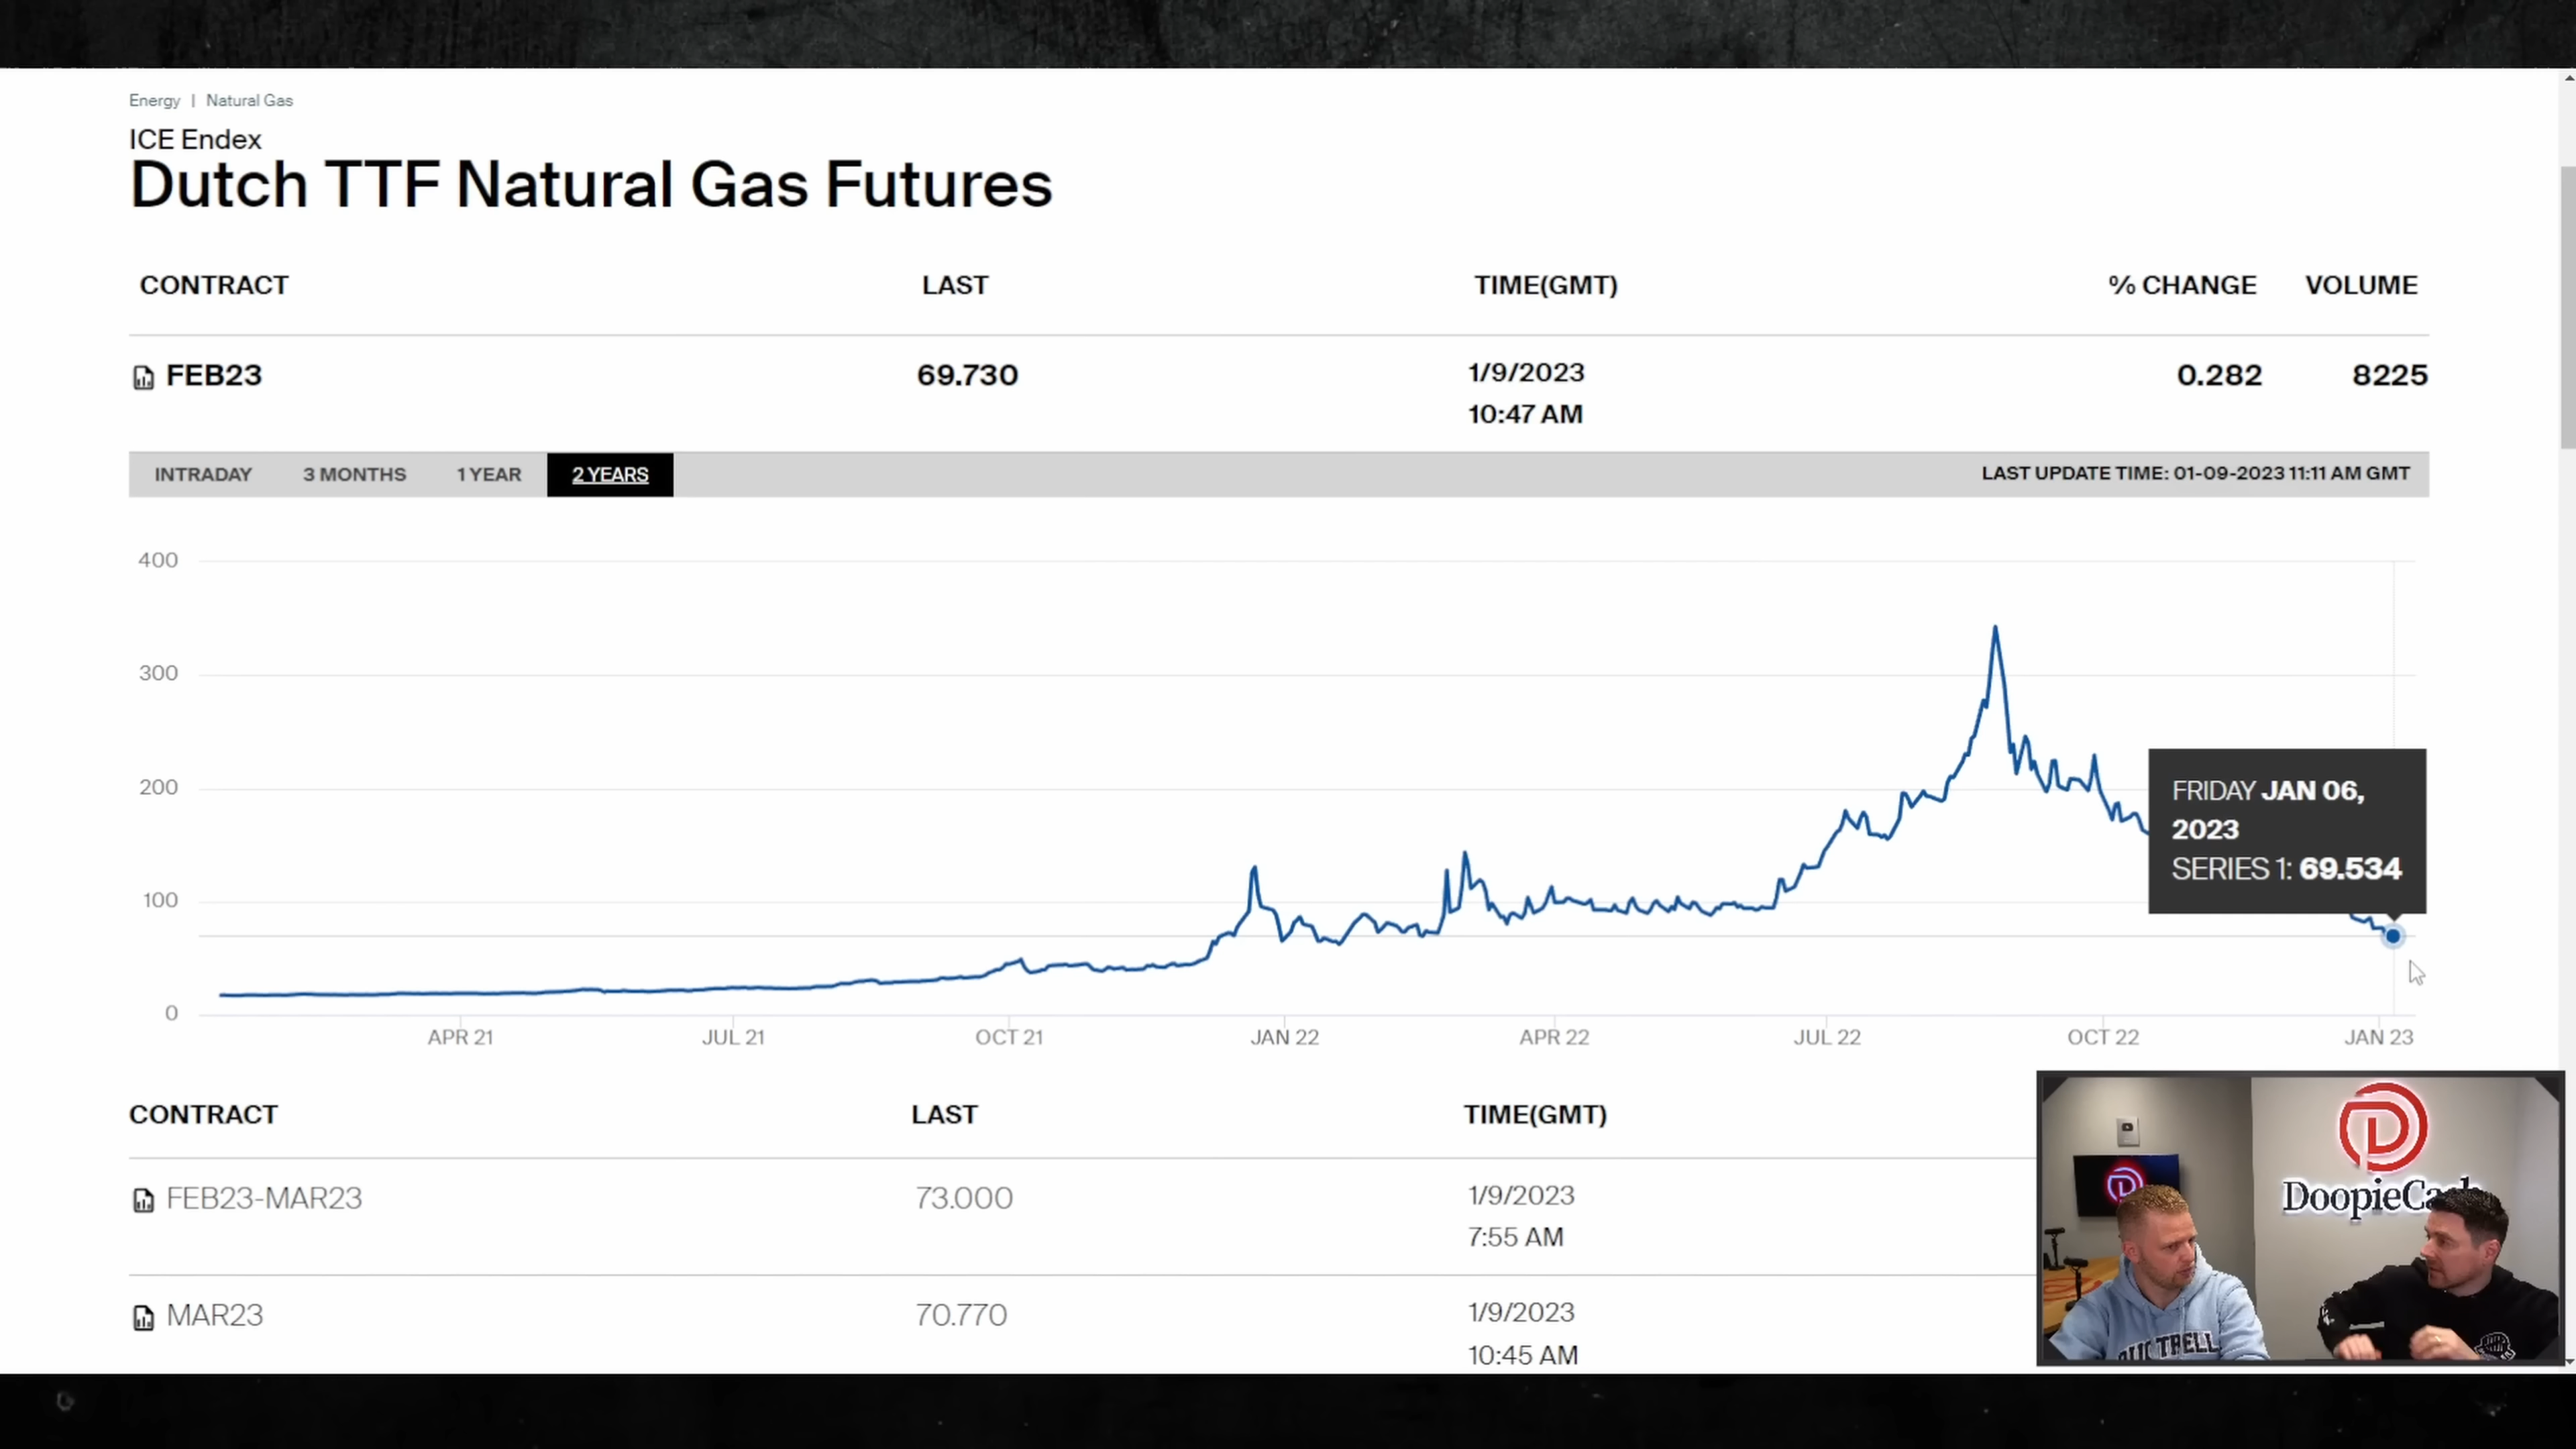 Energy | Natural Gas
ICE Endex
Dutch TTF Natural Gas Futures
CONTRACT LAST TIME(GMT) % CHANGE VOLUME
FEB23 69.730 1/9/2023 0.282 8225
10:47 AM
INTRADAY 3 MONTHS 1 YEAR 2 YEARS LAST UPDATE TIME: 01-09-2023 11:11 AM GMT
400
300
200
100
0
FRIDAY JAN 06,
2023
SERIES 1: 69.534
APR 21 JUL 21 OCT 21 JAN 22 APR 22 JUL 22 OCT 22 JAN 23
CONTRACT LAST TIME(GMT)
FEB23-MAR23 73.000 1/9/2023
7:55 AM
MAR23 70.770 1/9/2023
10:45 AM
DoopieCash